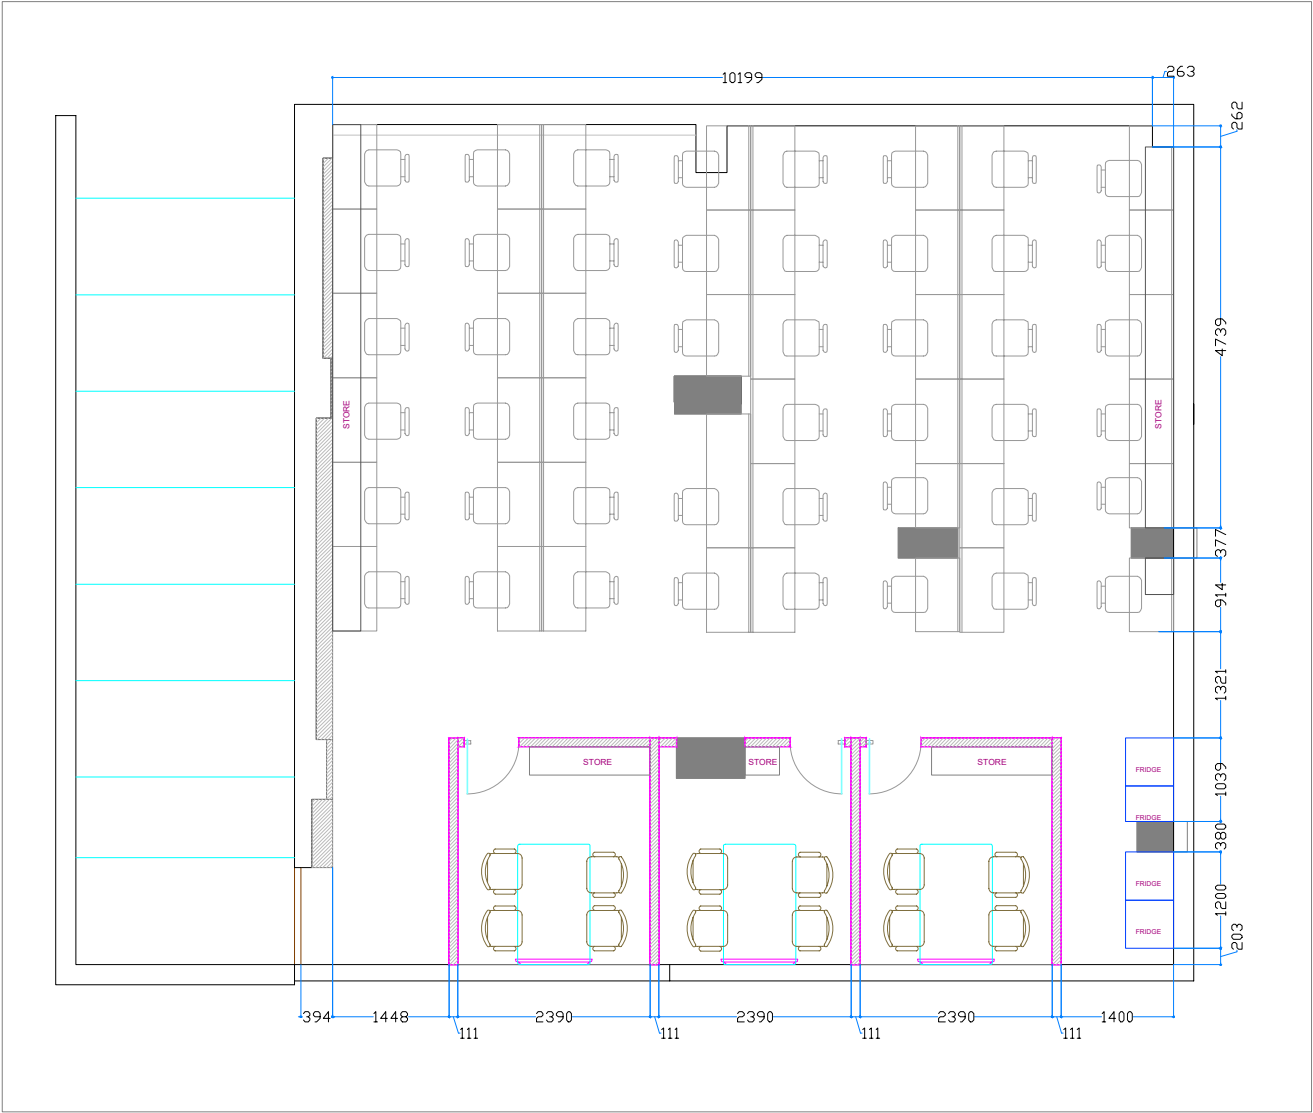 10199
263
262
4739
STORE
STORE
377
914
1321
STORE
STORE
STORE
FRIDGE
1039
FRIDGE
380
FRIDGE
1200
FRIDGE
203
394
1448
2390
2390
2390
1400
111
111
111
111